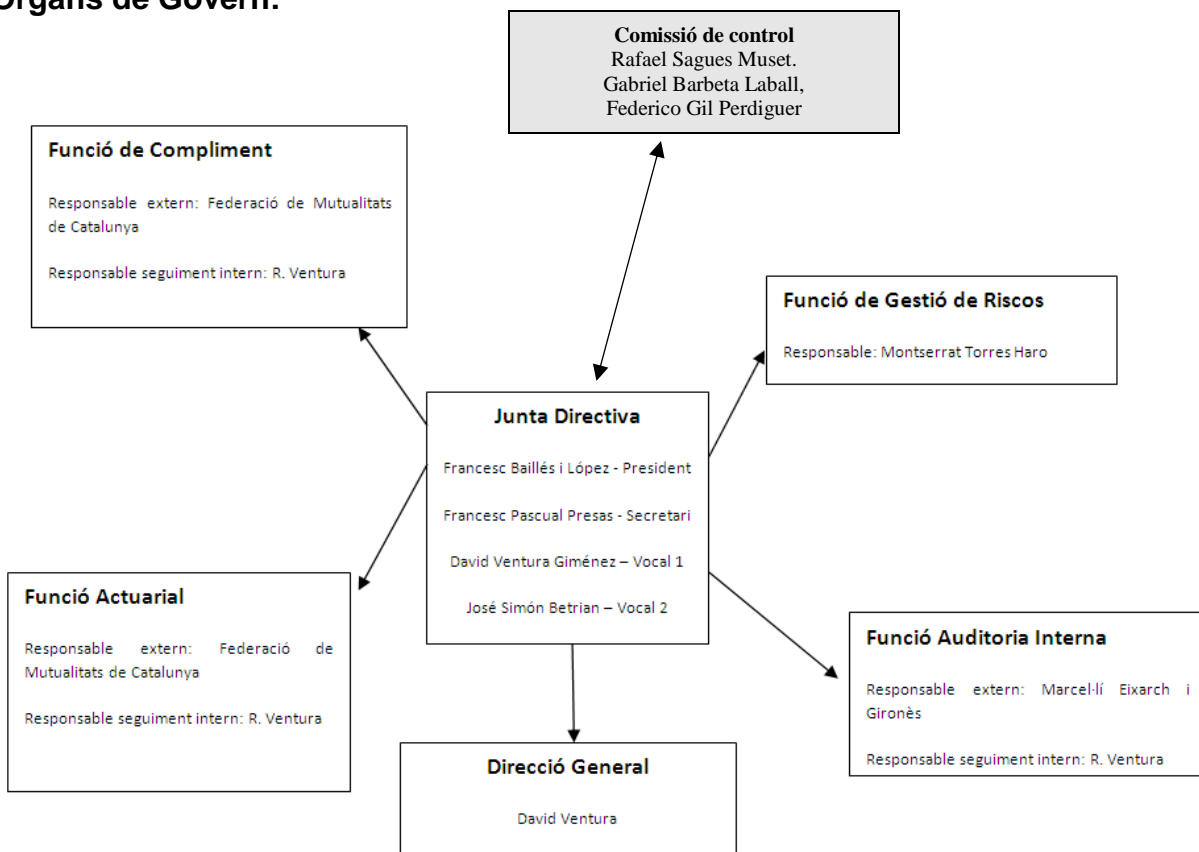 Òrgans de Govern:
Comissió de control
Rafael Sagues Muset.
Gabriel Barbeta Laball,
Federico Gil Perdiguer
Funció de Compliment
Responsable extern: Federació de Mutualitats
de Catalunya
Responsable seguiment intern: R. Ventura
Funció de Gestió de Riscos
Responsable: Montserrat Torres Haro
Junta Directiva
Francesc Baillés i López - President
Francesc Pascual Presas - Secretari
David Ventura Giménez – Vocal 1
José Simón Betrian – Vocal 2
Funció Actuarial
Responsable extern: Federació de
Mutualitats de Catalunya
Responsable seguiment intern: R. Ventura
Funció Auditoria Interna
Responsable extern: Marcel·lí Eixarch i
Gironès
Responsable seguiment intern: R. Ventura
Direcció General
David Ventura